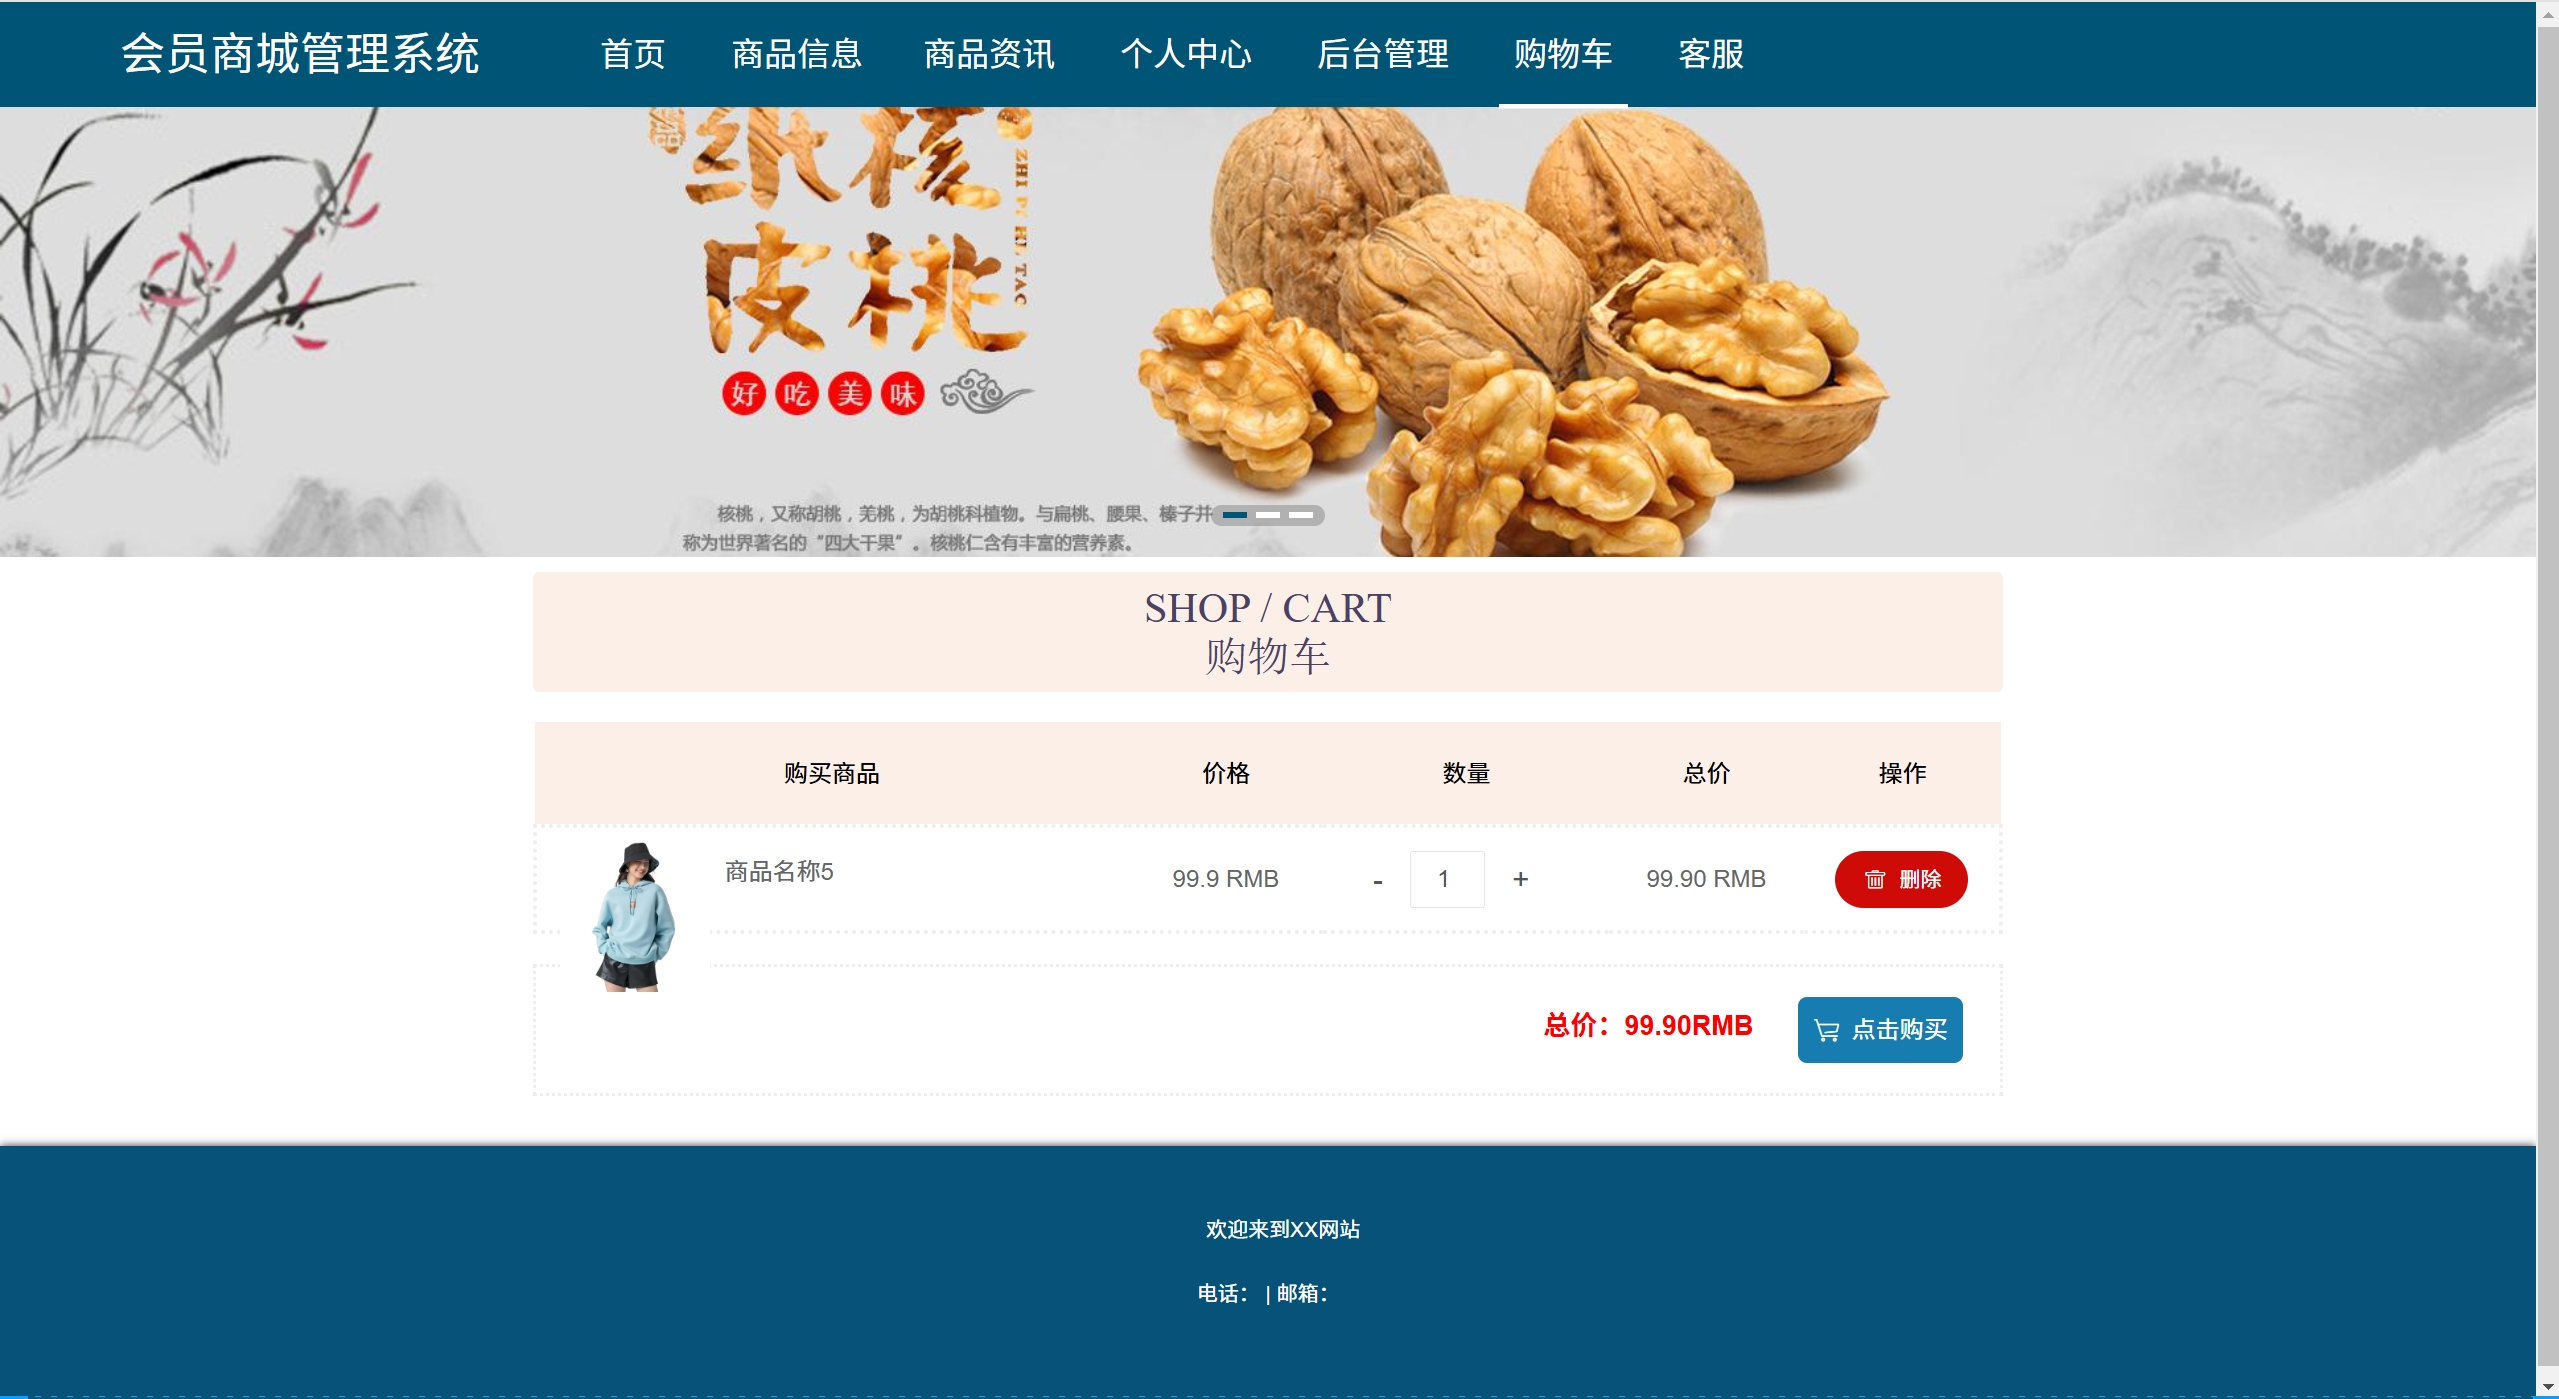 会员商城管理系统
首页 商品信息 商品资讯 个人中心 后台管理 购物车 客服
纸核
皮桃
好吃美味
核桃，又称胡桃，羌桃，为胡桃科植物。与扁桃、腰果、榛子并
称为世界著名的“四大干果”。核桃仁含有丰富的营养素。
SHOP / CART
购物车
购买商品 价格 数量 总价 操作
商品名称5 99.9 RMB - 1 + 99.90 RMB 删除
总价：99.90RMB 点击购买
欢迎来到XX网站
电话： | 邮箱：